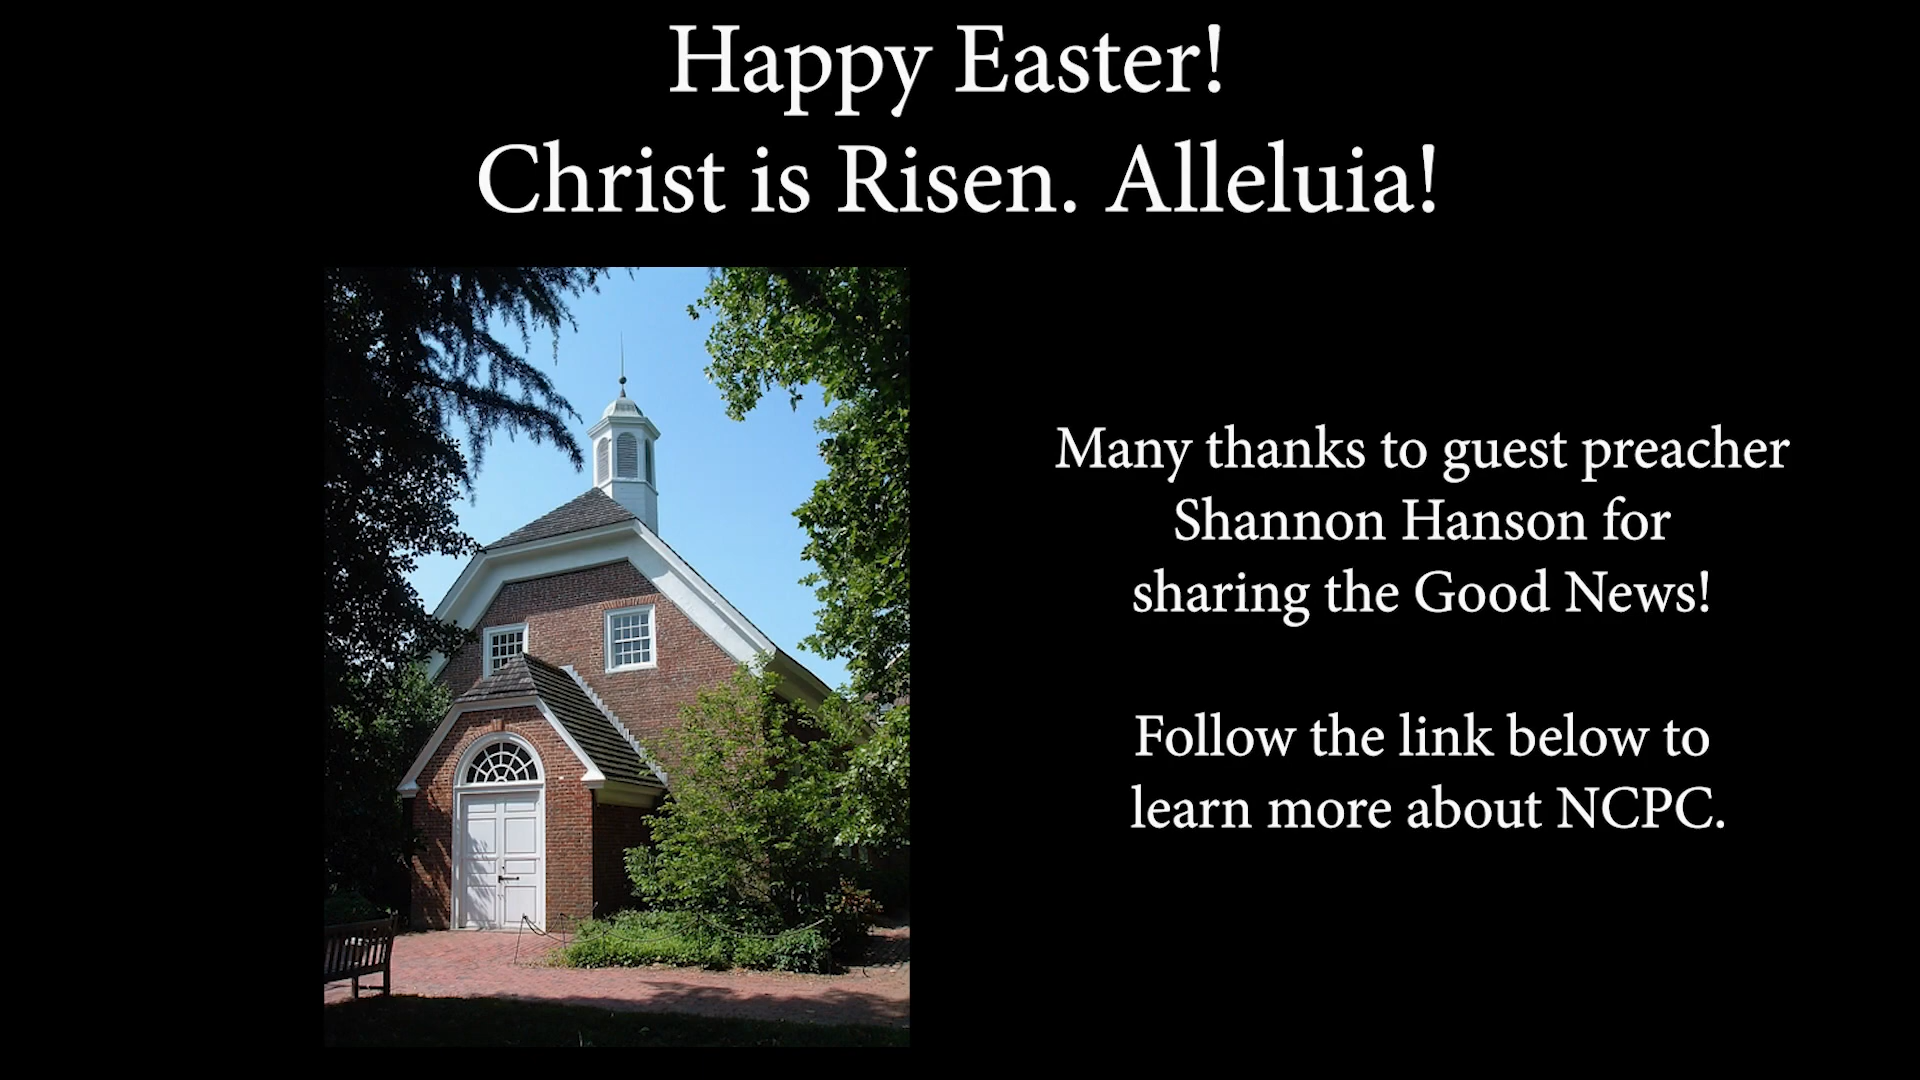 Happy Easter!
Christ is Risen. Alleluia!
Many thanks to guest preacher
Shannon Hanson for
sharing the Good News!
Follow the link below to
learn more about NCPC.